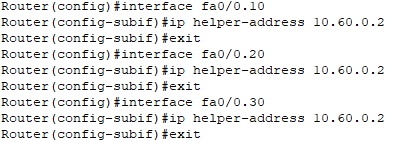 Router(config)#interface fa0/0.10
Router(config-subif)#ip helper-address 10.60.0.2
Router(config-subif)#exit
Router(config)#interface fa0/0.20
Router(config-subif)#ip helper-address 10.60.0.2
Router(config-subif)#exit
Router(config)#interface fa0/0.30
Router(config-subif)#ip helper-address 10.60.0.2
Router(config-subif)#exit